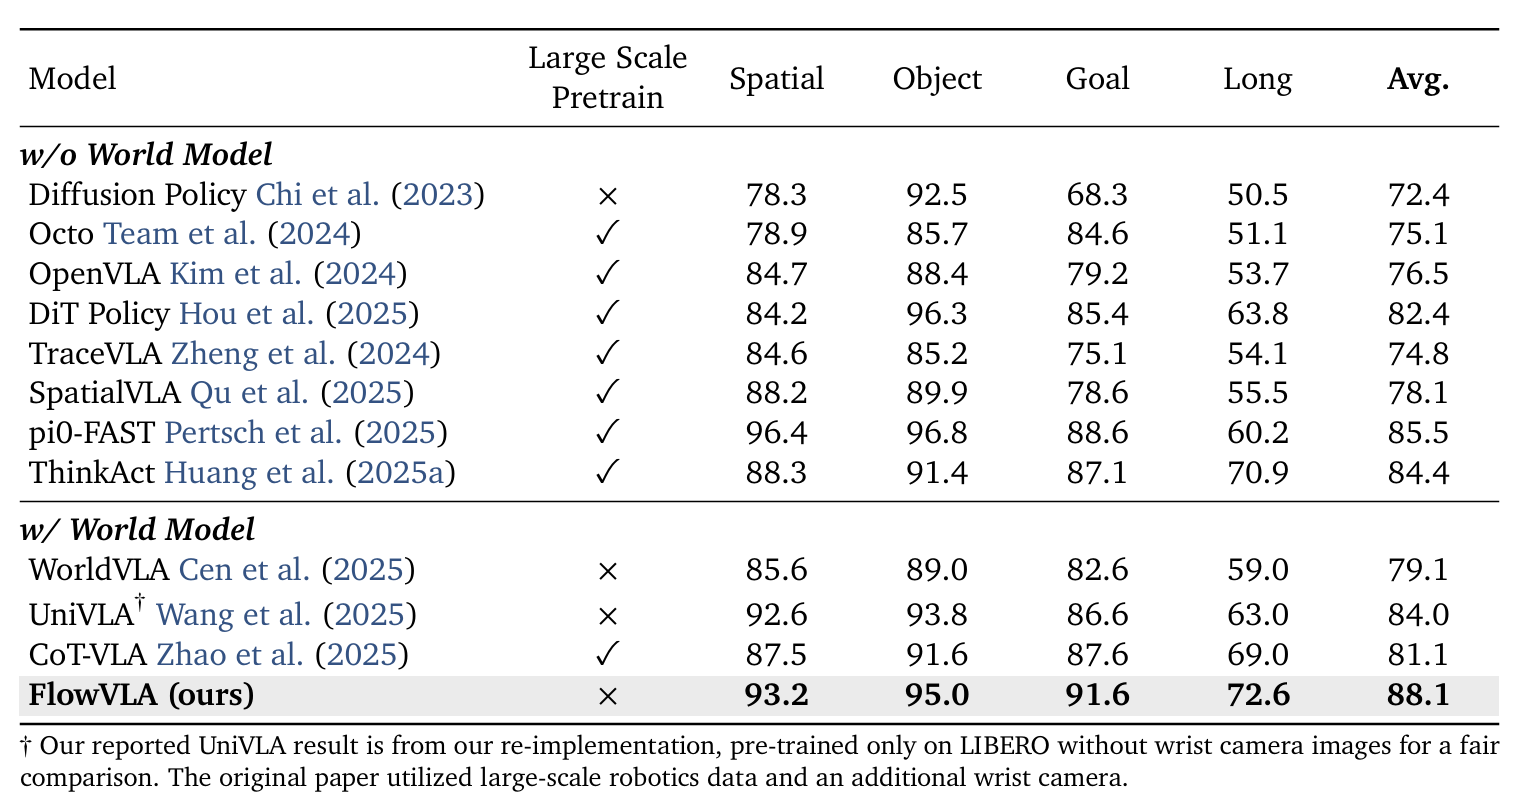 Model Large Scale Pretrain Spatial Object Goal Long Avg.
w/o World Model
Diffusion Policy Chi et al. (2023) × 78.3 92.5 68.3 50.5 72.4
Octo Team et al. (2024) ✓ 78.9 85.7 84.6 51.1 75.1
OpenVLA Kim et al. (2024) ✓ 84.7 88.4 79.2 53.7 76.5
DiT Policy Hou et al. (2025) ✓ 84.2 96.3 85.4 63.8 82.4
TraceVLA Zheng et al. (2024) ✓ 84.6 85.2 75.1 54.1 74.8
SpatialVLA Qu et al. (2025) ✓ 88.2 89.9 78.6 55.5 78.1
pi0-FAST Pertsch et al. (2025) ✓ 96.4 96.8 88.6 60.2 85.5
ThinkAct Huang et al. (2025a) ✓ 88.3 91.4 87.1 70.9 84.4
w/ World Model
WorldVLA Cen et al. (2025) × 85.6 89.0 82.6 59.0 79.1
UniVLA† Wang et al. (2025) × 92.6 93.8 86.6 63.0 84.0
CoT-VLA Zhao et al. (2025) ✓ 87.5 91.6 87.6 69.0 81.1
FlowVLA (ours) × 93.2 95.0 91.6 72.6 88.1
† Our reported UniVLA result is from our re-implementation, pre-trained only on LIBERO without wrist camera images for a fair
comparison. The original paper utilized large-scale robotics data and an additional wrist camera.